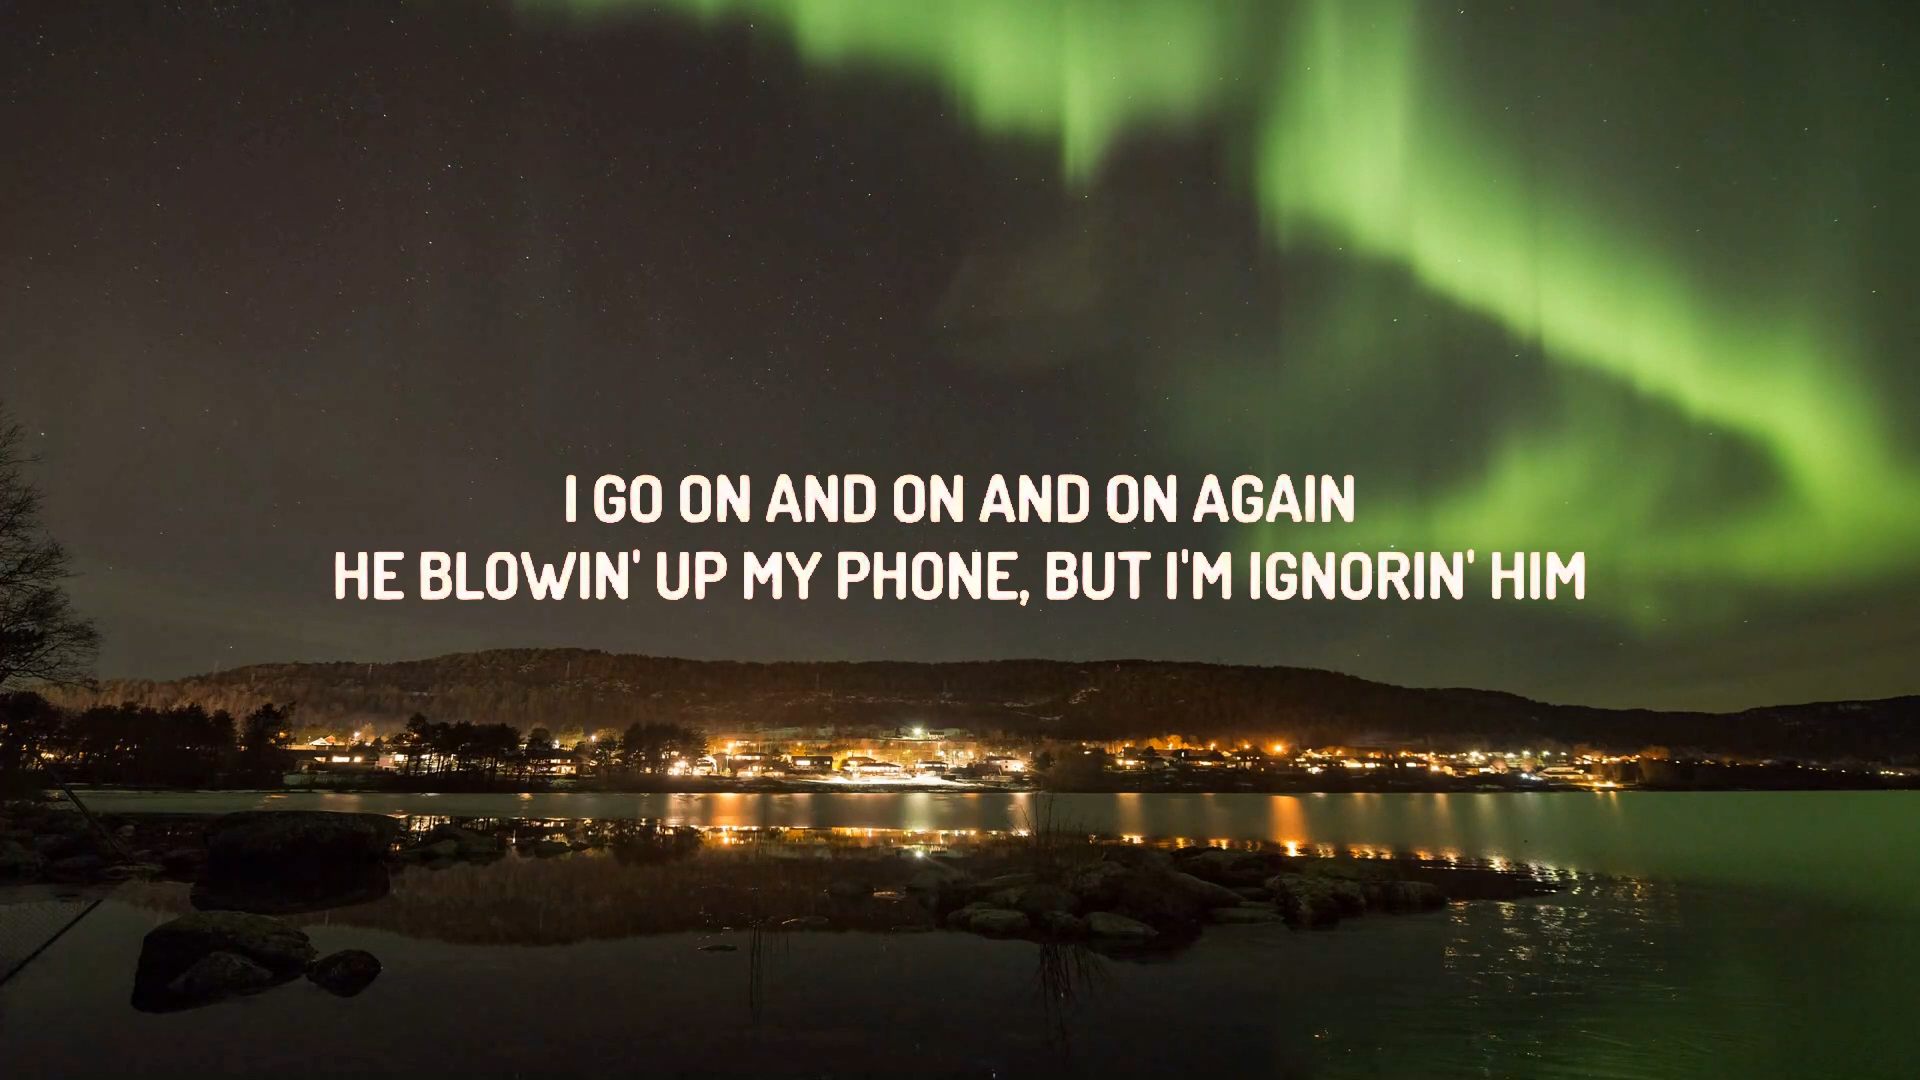 I GO ON AND ON AND ON AGAIN
HE BLOWIN' UP MY PHONE, BUT I'M IGNORIN' HIM